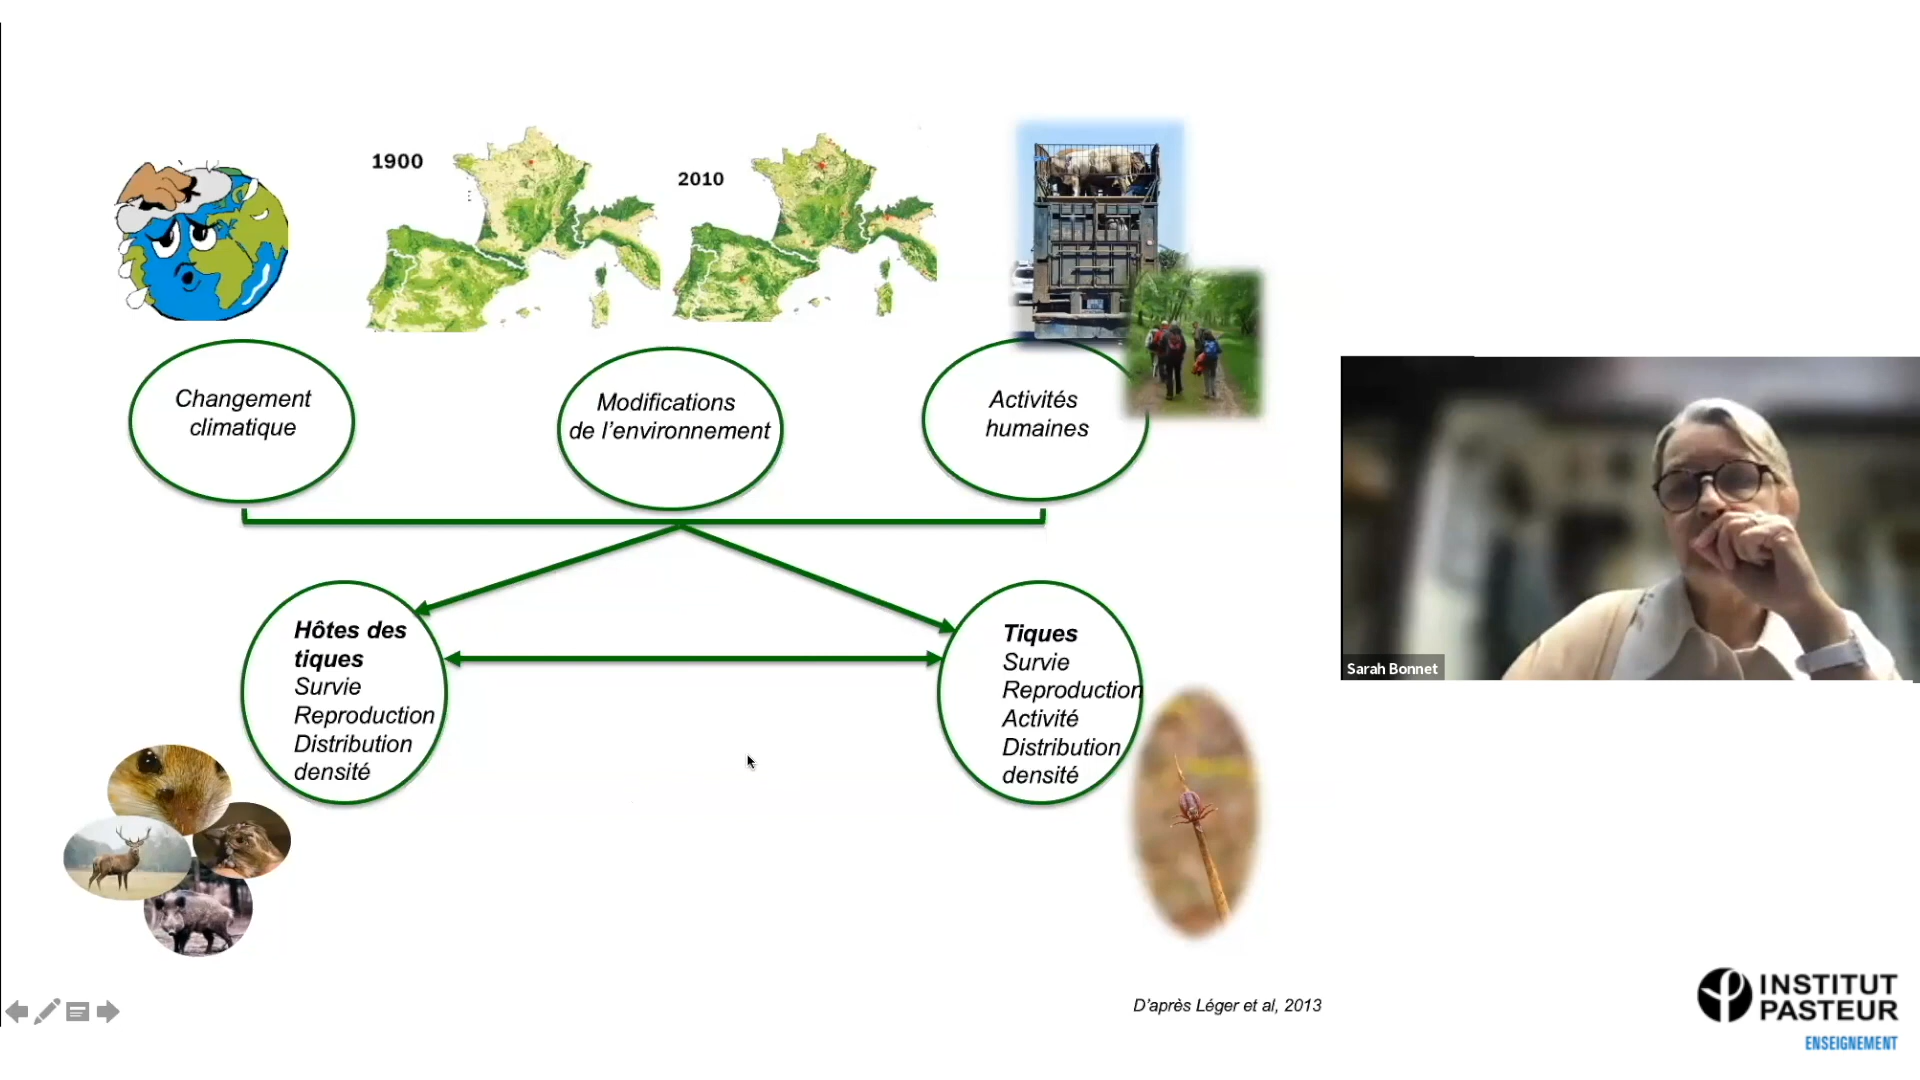 1900
2010
Changement
climatique
Modifications
de l'environnement
Activités
humaines
Hôtes des
tiques
Survie
Reproduction
Distribution
densité
Tiques
Survie
Reproduction
Activité
Distribution
densité
Sarah Bonnet
D'après Léger et al, 2013
INSTITUT
PASTEUR
ENSEIGNEMENT